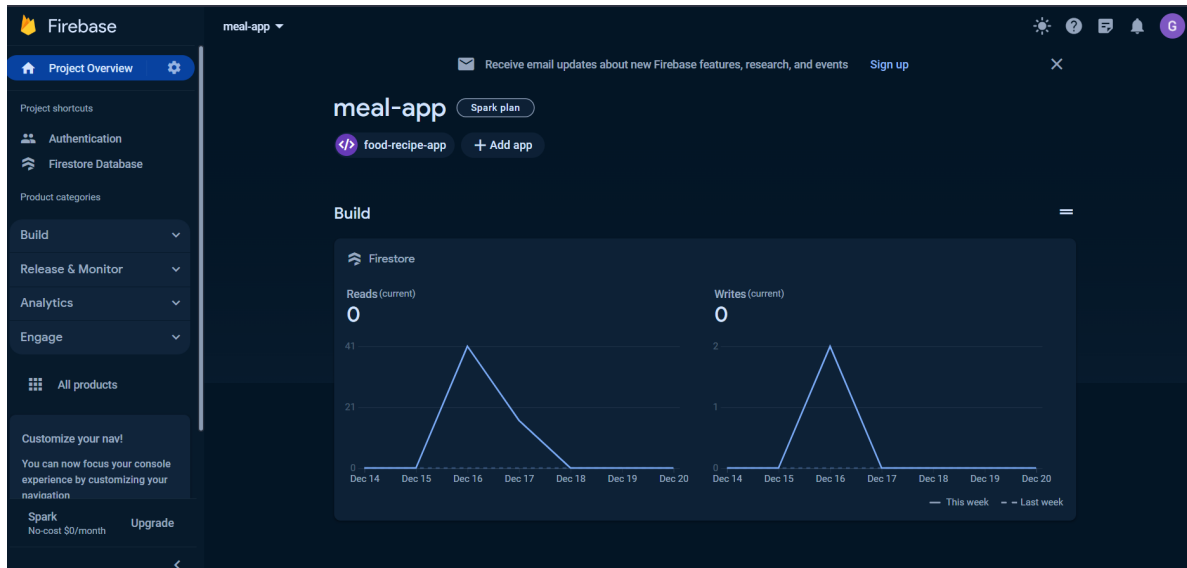 Firebase
meal-app
G
Project Overview
Receive email updates about new Firebase features, research, and events Sign up
Project shortcuts
Authentication
Firestore Database
Product categories
Build
Release & Monitor
Analytics
Engage
All products
Customize your nav!
You can now focus your console
experience by customizing your
navigation
Spark
No-cost $0/month
Upgrade
meal-app
Spark plan
</> food-recipe-app
+ Add app
Build
Firestore
Reads (current)
0
41
21
0
Dec 14 Dec 15 Dec 16 Dec 17 Dec 18 Dec 19 Dec 20
Writes (current)
0
2
1
0
Dec 14 Dec 15 Dec 16 Dec 17 Dec 18 Dec 19 Dec 20
This week Last week